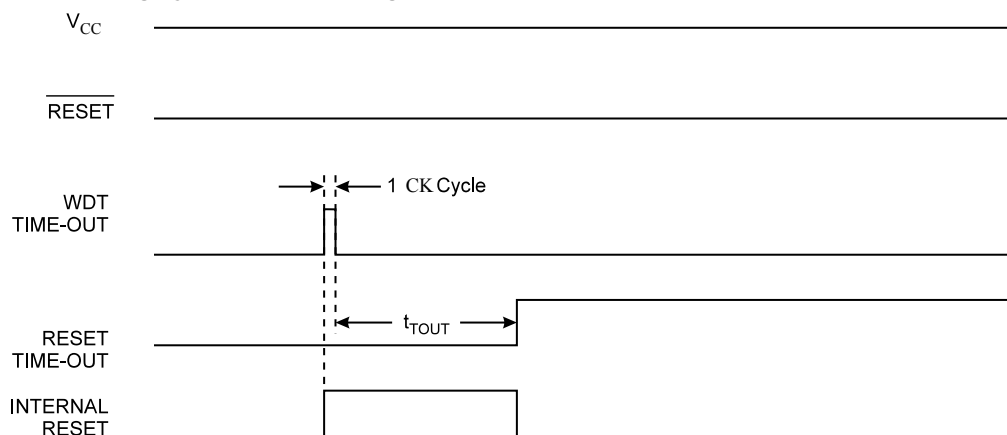 VCC
RESET
1 CK Cycle
WDT
TIME-OUT
tTOUT
RESET
TIME-OUT
INTERNAL
RESET